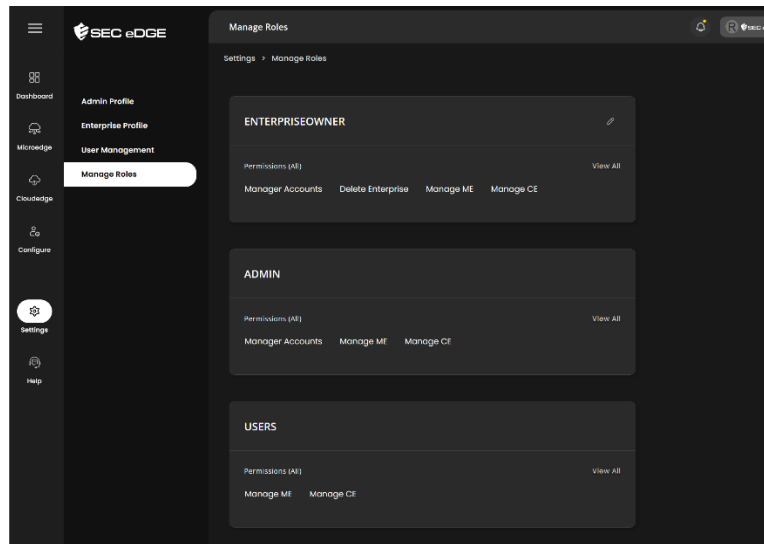 SEC eDGE
Manage Roles
SEC
Settings > Manage Roles
Dashboard
Microedge
Cloudedge
Configure
Settings
Help
Admin Profile
Enterprise Profile
User Management
Manage Roles
ENTERPRISEOWNER
Permissions (All)
View All
Manager Accounts Delete Enterprise Manage ME Manage CE
ADMIN
Permissions (All)
View All
Manager Accounts Manage ME Manage CE
USERS
Permissions (All)
View All
Manage ME Manage CE